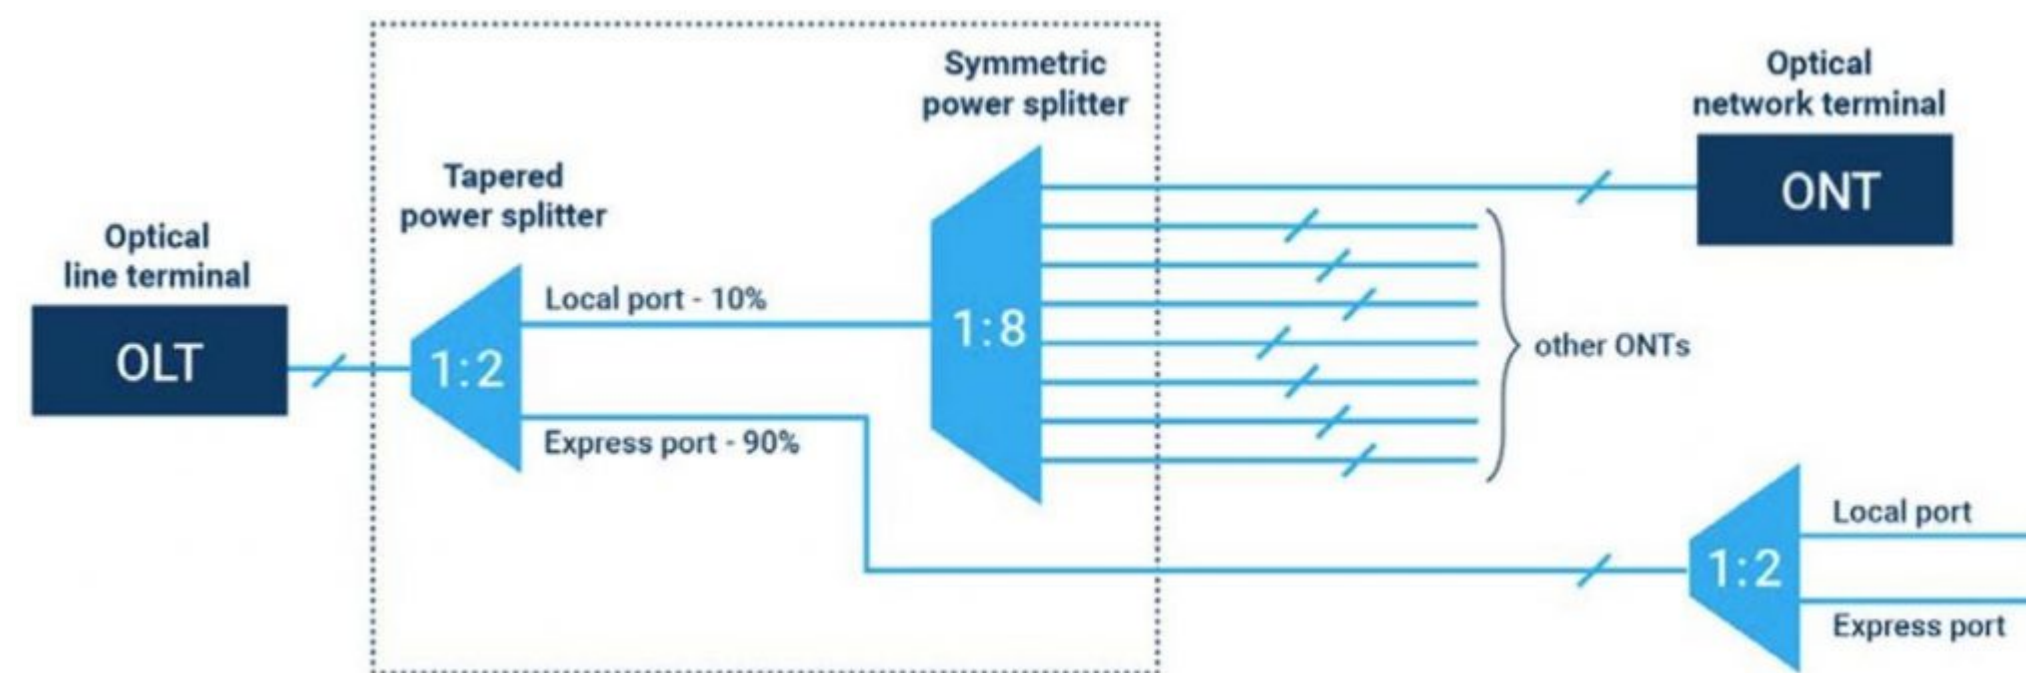 Optical
line terminal
OLT
Tapered
power splitter
1:2
Local port - 10%
Express port - 90%
Symmetric
power splitter
1:8
Optical
network terminal
ONT
other ONTs
1:2
Local port
Express port